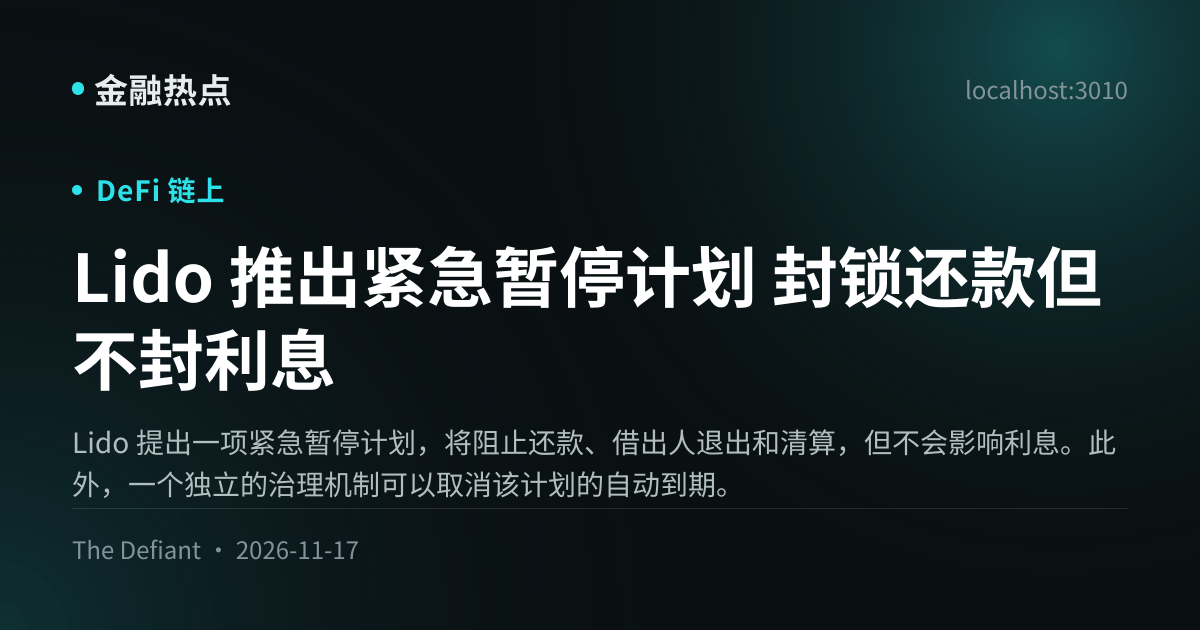 金融热点
localhost:3010
DeFi 链上
Lido 推出紧急暂停计划 封锁还款但
不封利息
Lido 提出一项紧急暂停计划，将阻止还款、借出人退出和清算，但不会影响利息。此
外，一个独立的治理机制可以取消该计划的自动到期。
The Defiant · 2026-11-17